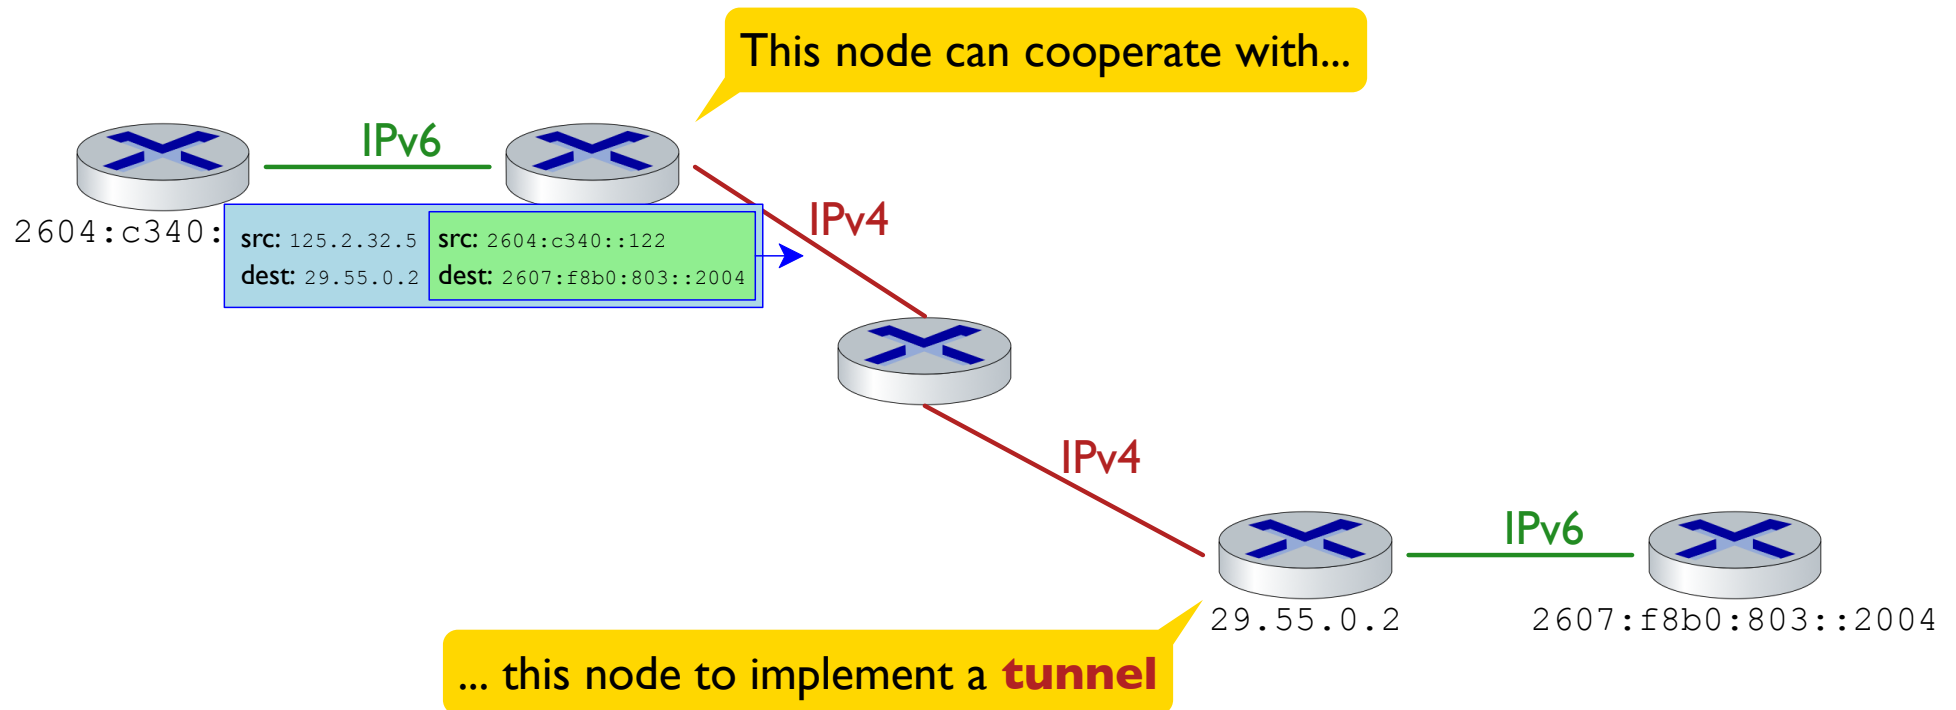 This node can cooperate with...
IPv6
2604:c340:
IPv4
src: 125.2.32.5
dest: 29.55.0.2
src: 2604:c340::122
dest: 2607:f8b0:803::2004
IPv4
IPv6
29.55.0.2
2607:f8b0:803::2004
... this node to implement a tunnel